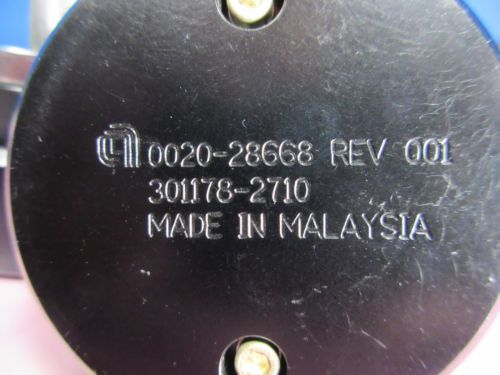 0020-28668 REV 001
301178-2710
MADE IN MALAYSIA